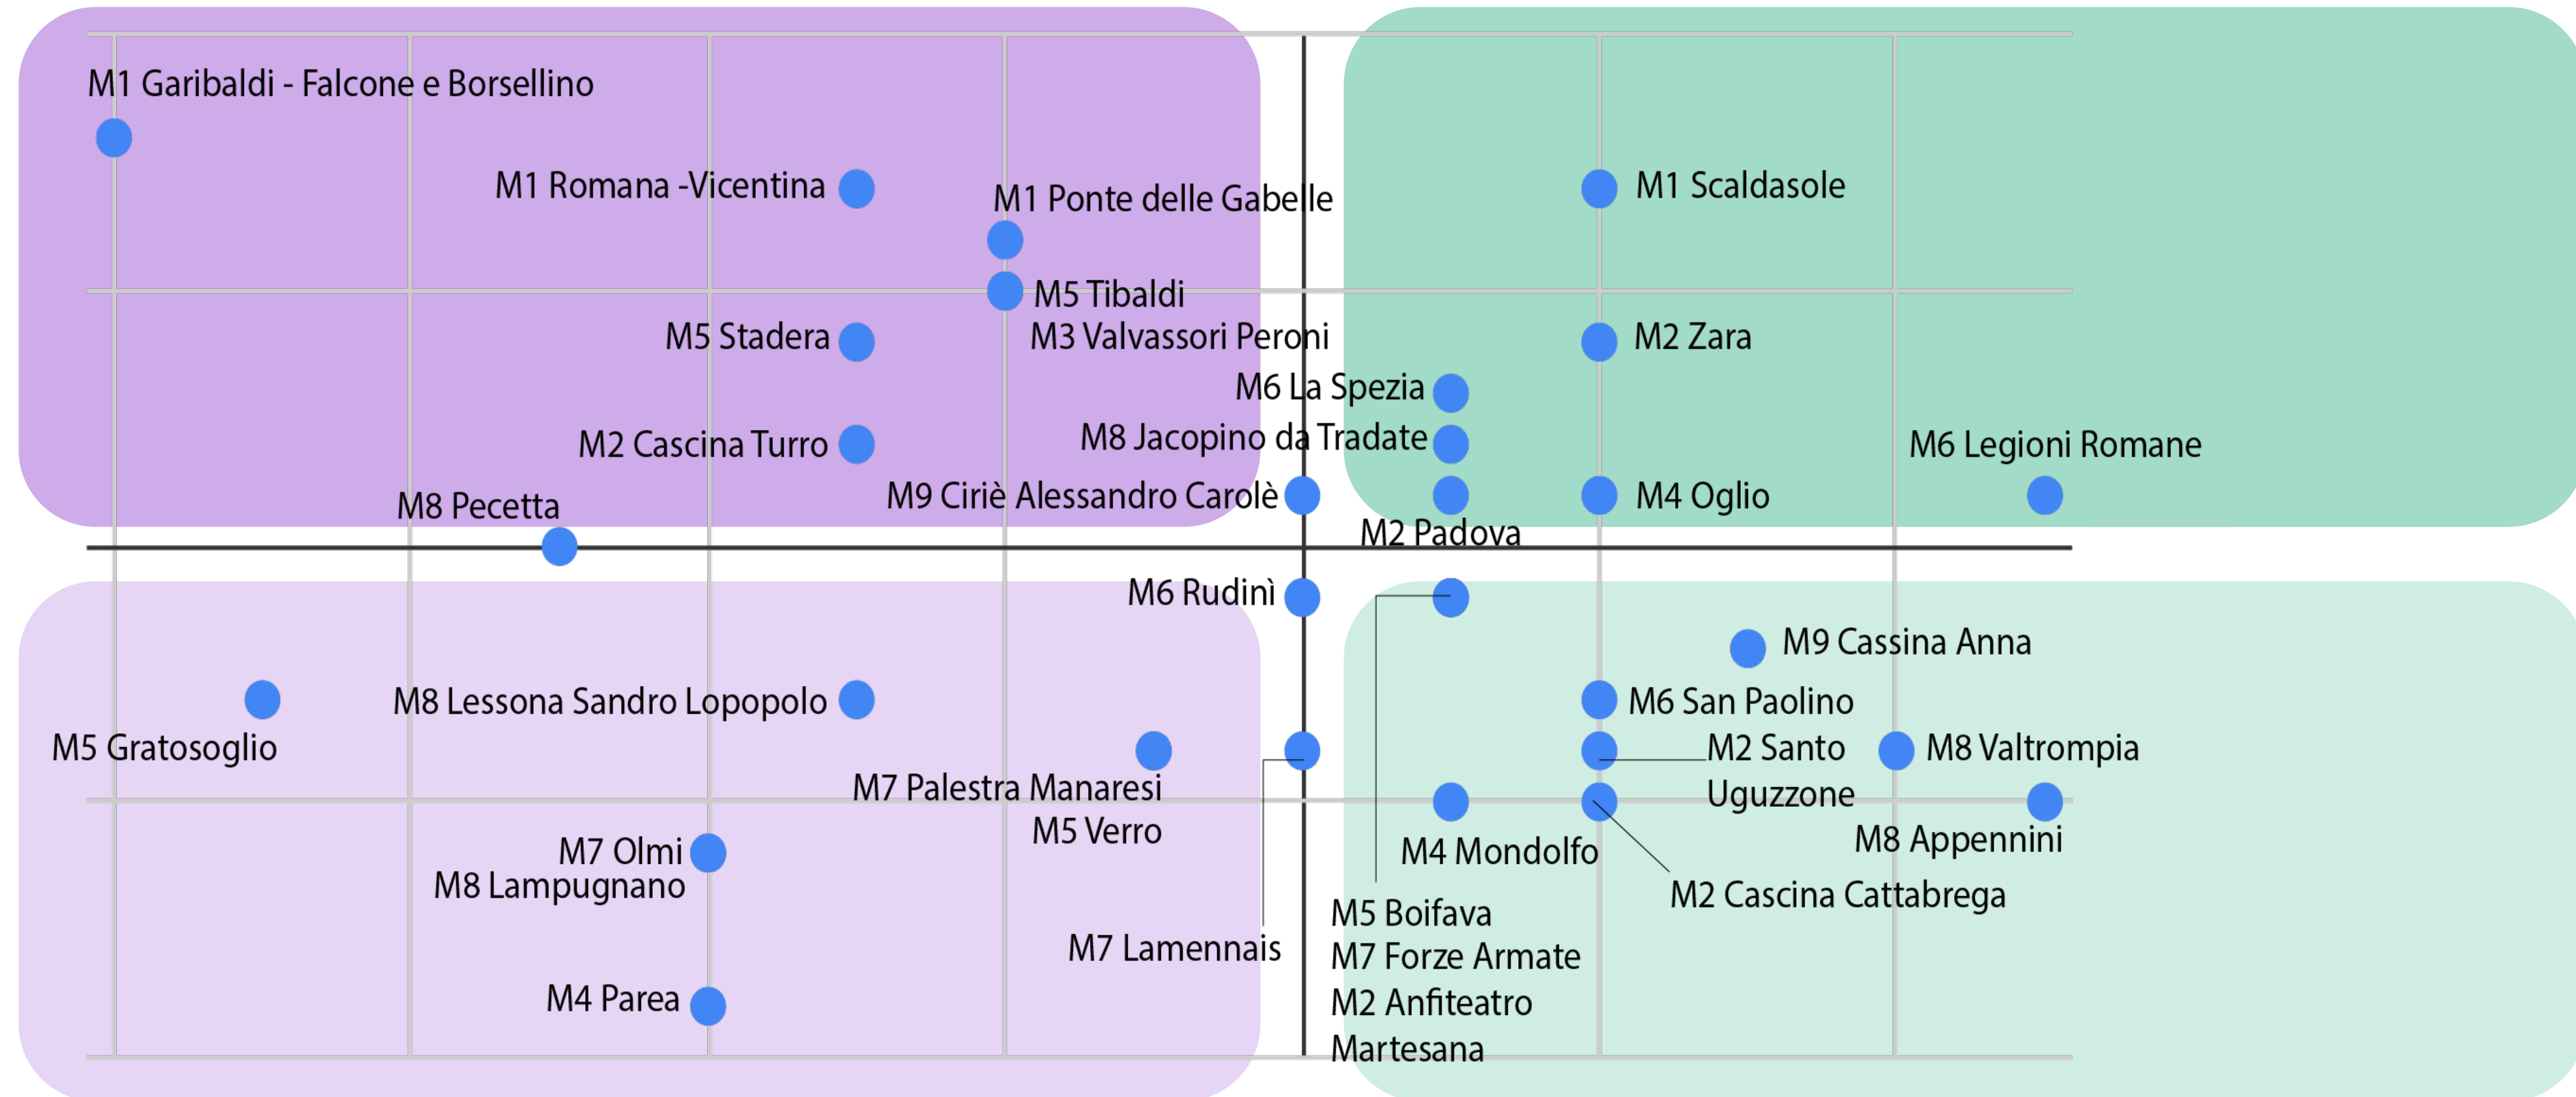 M1 Garibaldi - Falcone e Borsellino
M1 Romana -Vicentina
M1 Ponte delle Gabelle
M1 Scaldasole
M5 Tibaldi
M5 Stadera
M3 Valvassori Peroni
M2 Zara
M6 La Spezia
M2 Cascina Turro
M8 Jacopino da Tradate
M6 Legioni Romane
M8 Pecetta
M9 Ciriè Alessandro Carolè
M4 Oglio
M2 Padova
M6 Rudinì
M9 Cassina Anna
M8 Lessona Sandro Lopopolo
M6 San Paolino
M5 Gratosoglio
M2 Santo
Uguzzone
M8 Valtrompia
M7 Palestra Manaresi
M5 Verro
M7 Olmi
M8 Lampugnano
M4 Mondolfo
M8 Appennini
M2 Cascina Cattabrega
M7 Lamennais
M5 Boifava
M7 Forze Armate
M2 Anfiteatro
Martesana
M4 Parea